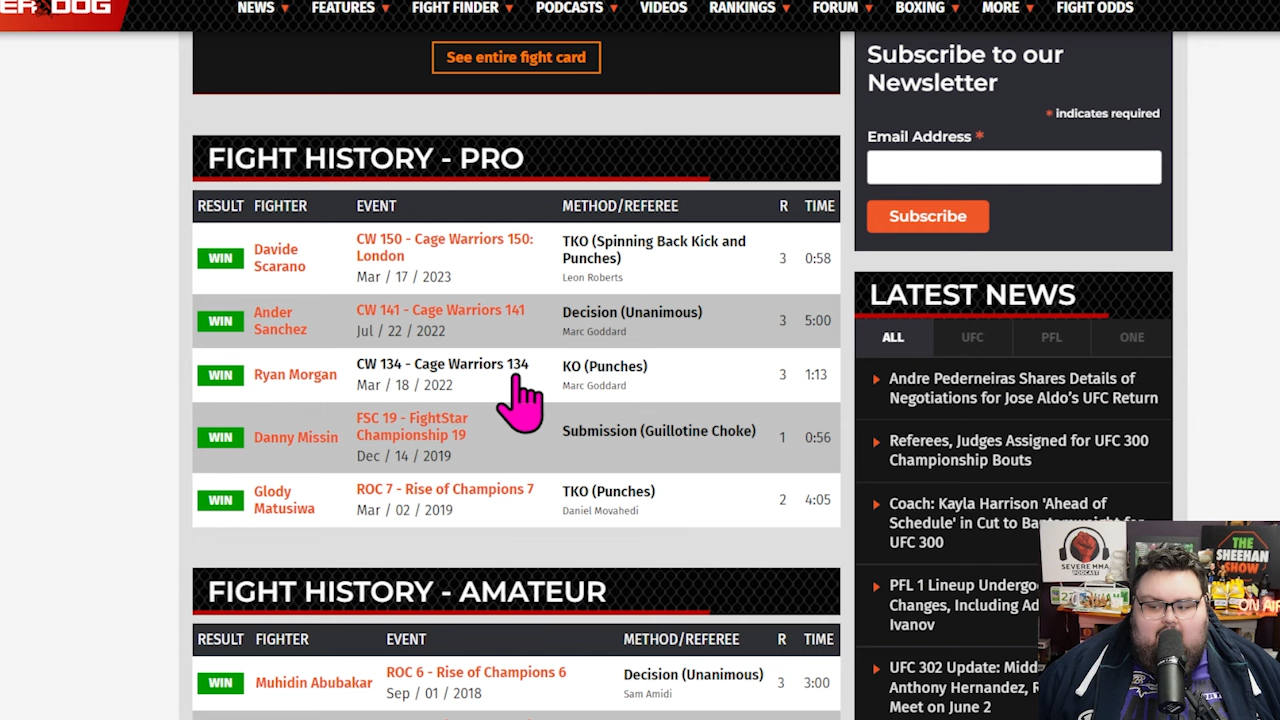 ER DOG
NEWS FEATURES FIGHT FINDER PODCASTS VIDEOS RANKINGS FORUM BOXING MORE FIGHT ODDS
See entire fight card
FIGHT HISTORY - PRO
RESULT FIGHTER EVENT METHOD/REFEREE R TIME
WIN Davide Scarano CW 150 - Cage Warriors 150: London Mar / 17 / 2023 TKO (Spinning Back Kick and Punches) Leon Roberts 3 0:58
WIN Ander Sanchez CW 141 - Cage Warriors 141 Jul / 22 / 2022 Decision (Unanimous) Marc Goddard 3 5:00
WIN Ryan Morgan CW 134 - Cage Warriors 134 Mar / 18 / 2022 KO (Punches) Marc Goddard 3 1:13
WIN Danny Missin FSC 19 - FightStar Championship 19 Dec / 14 / 2019 Submission (Guillotine Choke) 1 0:56
WIN Glody Matusiwa ROC 7 - Rise of Champions 7 Mar / 02 / 2019 TKO (Punches) Daniel Movahedi 2 4:05
FIGHT HISTORY - AMATEUR
RESULT FIGHTER EVENT METHOD/REFEREE R TIME
WIN Muhidin Abubakar ROC 6 - Rise of Champions 6 Sep / 01 / 2018 Decision (Unanimous) Sam Amidi 3 3:00
Subscribe to our
Newsletter
* indicates required
Email Address *
Subscribe
LATEST NEWS
ALL UFC PFL ONE
Andre Pederneiras Shares Details of
Negotiations for Jose Aldo's UFC Return
Referees, Judges Assigned for UFC 300
Championship Bouts
Coach: Kayla Harrison 'Ahead of
Schedule' in Cut to Bantamweight for
UFC 300
PFL 1 Lineup Undergo
Changes, Including Ad
Ivanov
UFC 302 Update: Midd
Anthony Hernandez, R
Meet on June 2
SEVERE MMA
PODCAST
THE
SHEEHAN
SHOW
ON AIR